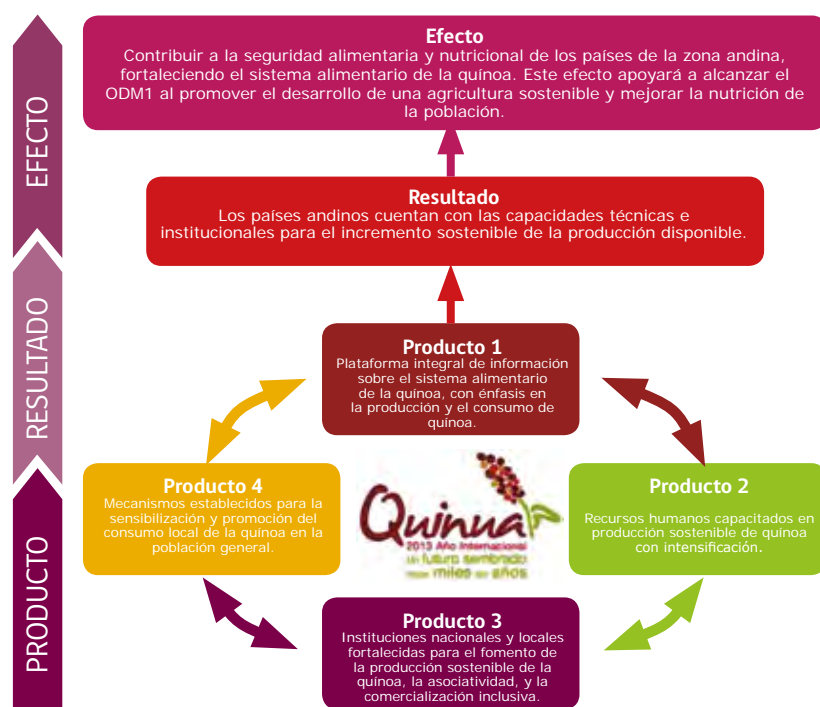 EFECTO
Efecto
Contribuir a la seguridad alimentaria y nutricional de los países de la zona andina,
fortaleciendo el sistema alimentario de la quínoa. Este efecto apoyará a alcanzar el
ODM1 al promover el desarrollo de una agricultura sostenible y mejorar la nutrición de
la población.
Resultado
Los países andinos cuentan con las capacidades técnicas e
institucionales para el incremento sostenible de la producción disponible.
RESULTADO
Producto 1
Plataforma integral de información
sobre el sistema alimentario
de la quínoa, con énfasis en
la producción y el consumo de
quínoa.
Producto 4
Mecanismos establecidos para la
sensibilización y promoción del
consumo local de la quínoa en la
población general.
Quinua
2013 Año Internacional
un futuro sembrado
miles años
Producto 2
Recursos humanos capacitados en
producción sostenible de quínoa
con intensificación.
PRODUCTO
Producto 3
Instituciones nacionales y locales
fortalecidas para el fomento de
la producción sostenible de la
quínoa, la asociatividad, y la
comercialización inclusiva.